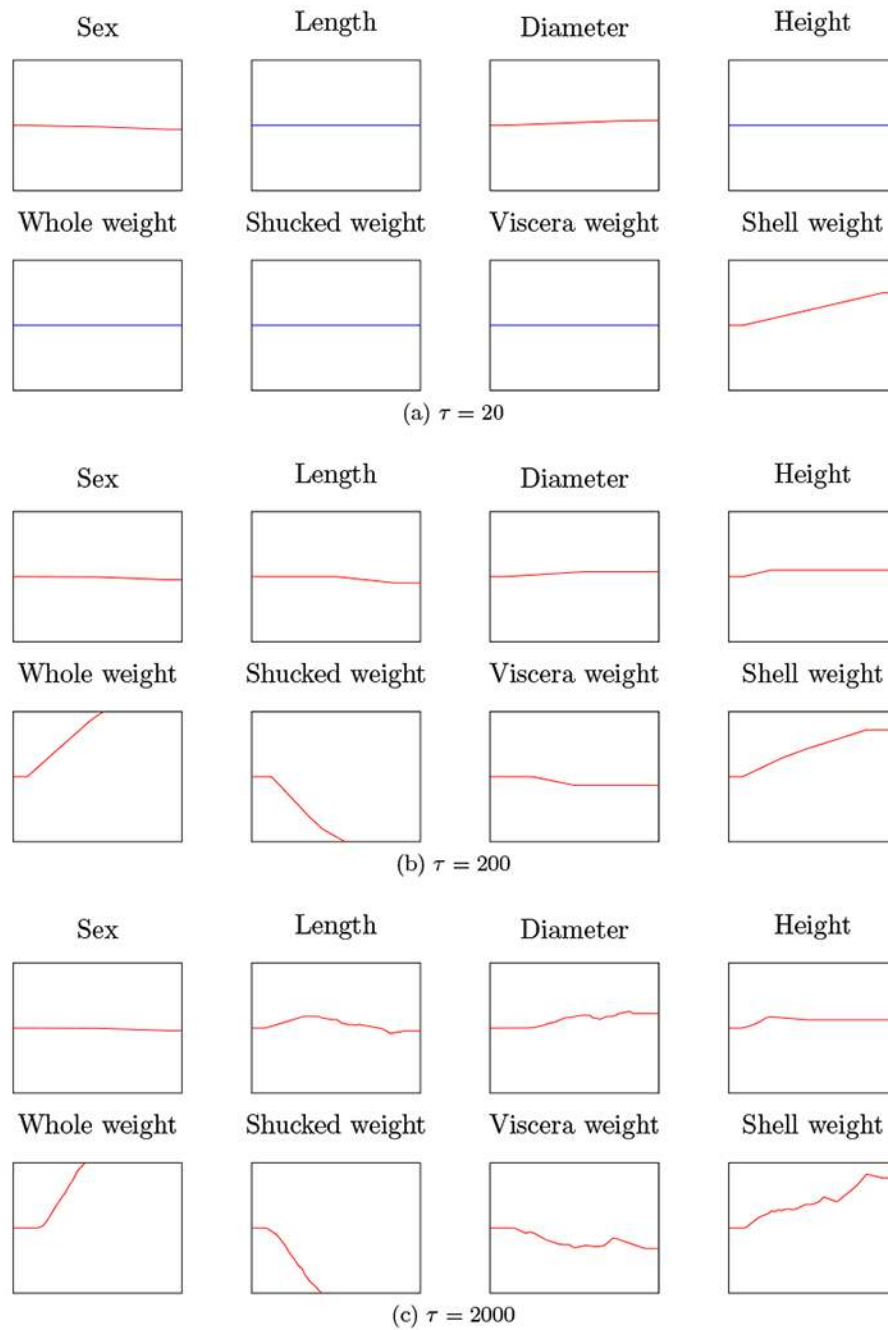 Sex Length Diameter Height
Whole weight Shucked weight Viscera weight Shell weight
(a) τ = 20
Sex Length Diameter Height
Whole weight Shucked weight Viscera weight Shell weight
(b) τ = 200
Sex Length Diameter Height
Whole weight Shucked weight Viscera weight Shell weight
(c) τ = 2000